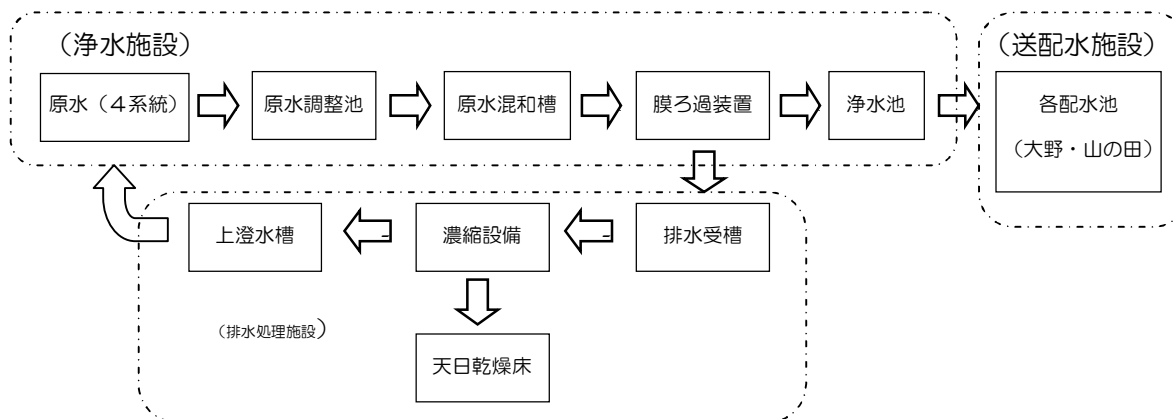 （浄水施設）
（送配水施設）
原水（４系統）
原水調整池
原水混和槽
膜ろ過装置
浄水池
各配水池
（大野・山の田）
上澄水槽
濃縮設備
排水受槽
（排水処理施設）
天日乾燥床